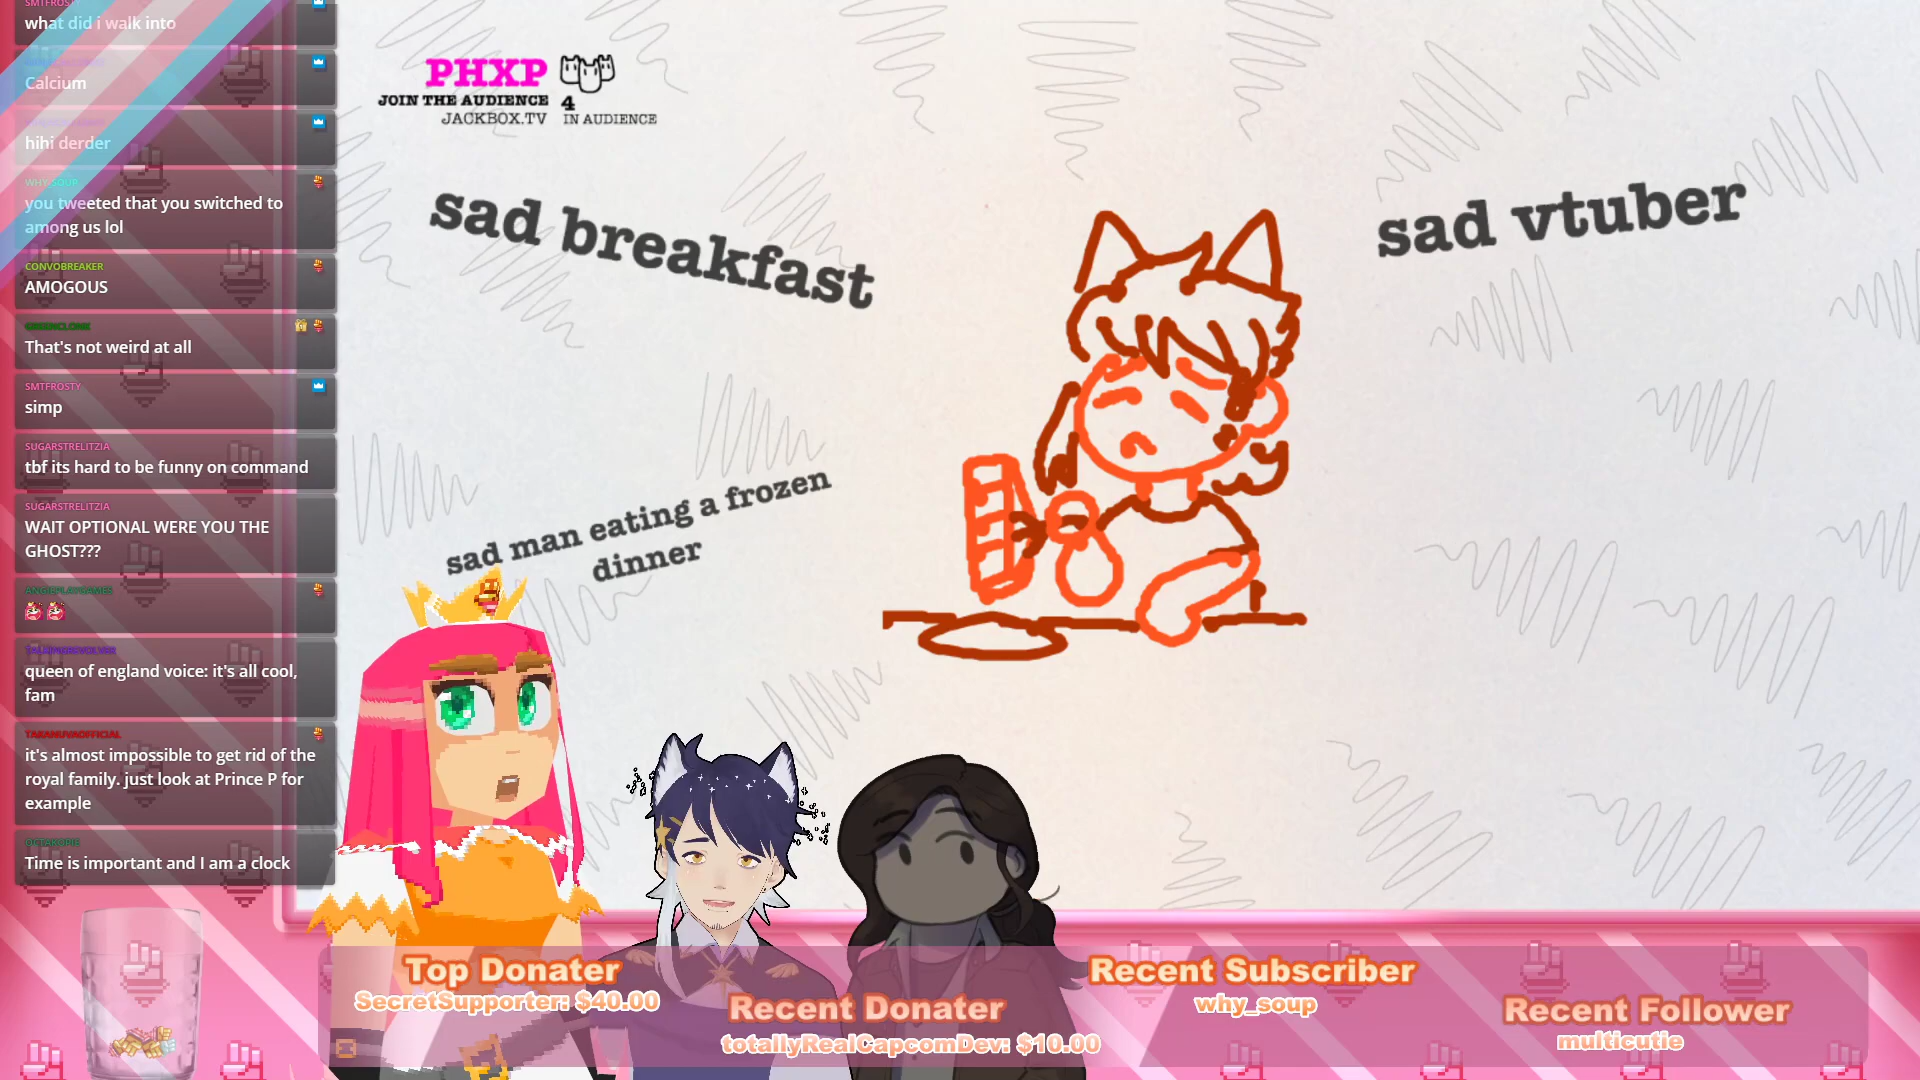 SMTFROSTY
what did i walk into
Calcium
hihi derder
WHY_SOUP
you tweeted that you switched to
among us lol
CONVOBREAKER
AMOGOUS
GREENCLONE
That's not weird at all
SMTFROSTY
simp
SUGARSTRELITZIA
tbf its hard to be funny on command
SUGARSTRELITZIA
WAIT OPTIONAL WERE YOU THE
GHOST???
ANGIEPLAYGAMES
queen of england voice: it's all cool,
fam
TAKANUVAOFFICIAL
it's almost impossible to get rid of the
royal family. just look at Prince P for
example
Time is important and I am a clock
PHXP
JOIN THE AUDIENCE
JACKBOX.TV
4
IN AUDIENCE
sad breakfast
sad vtuber
sad man eating a frozen
dinner
Top Donater
SecretSupporter: $40.00
Recent Donater
totallyRealCapcomDev: $10.00
Recent Subscriber
why_soup
Recent Follower
multicutie